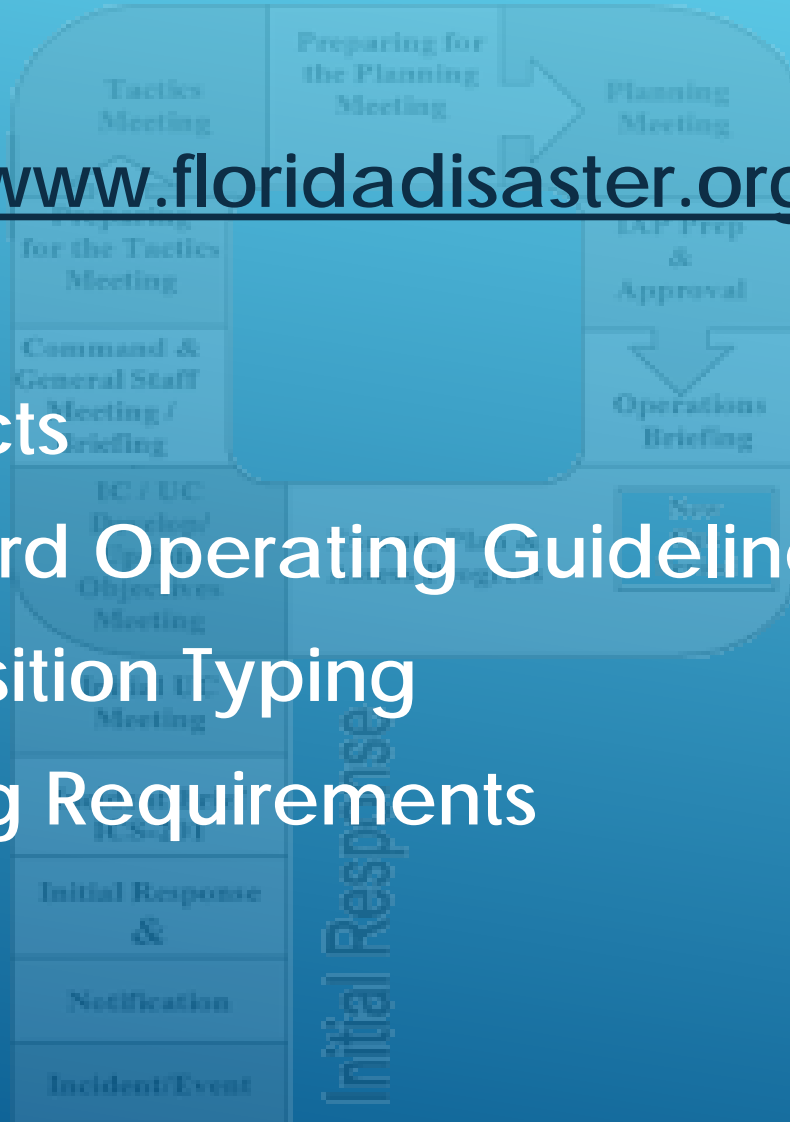 Preparing for
the Planning
Meeting
Tactics
Meeting
Planning
Meeting
www.floridadisaster.org
Preparing
for the Tactics
Meeting
IAP Prep
&
Approval
Command &
General Staff
Meeting /
Briefing
Operations
Briefing
cts
IC / UC
Objectives
Meeting
rd Operating Guideline
sition Typing
Meeting
g Requirements
ICS-201
Initial Response
&
Notification
Incident/Event
Initial Response